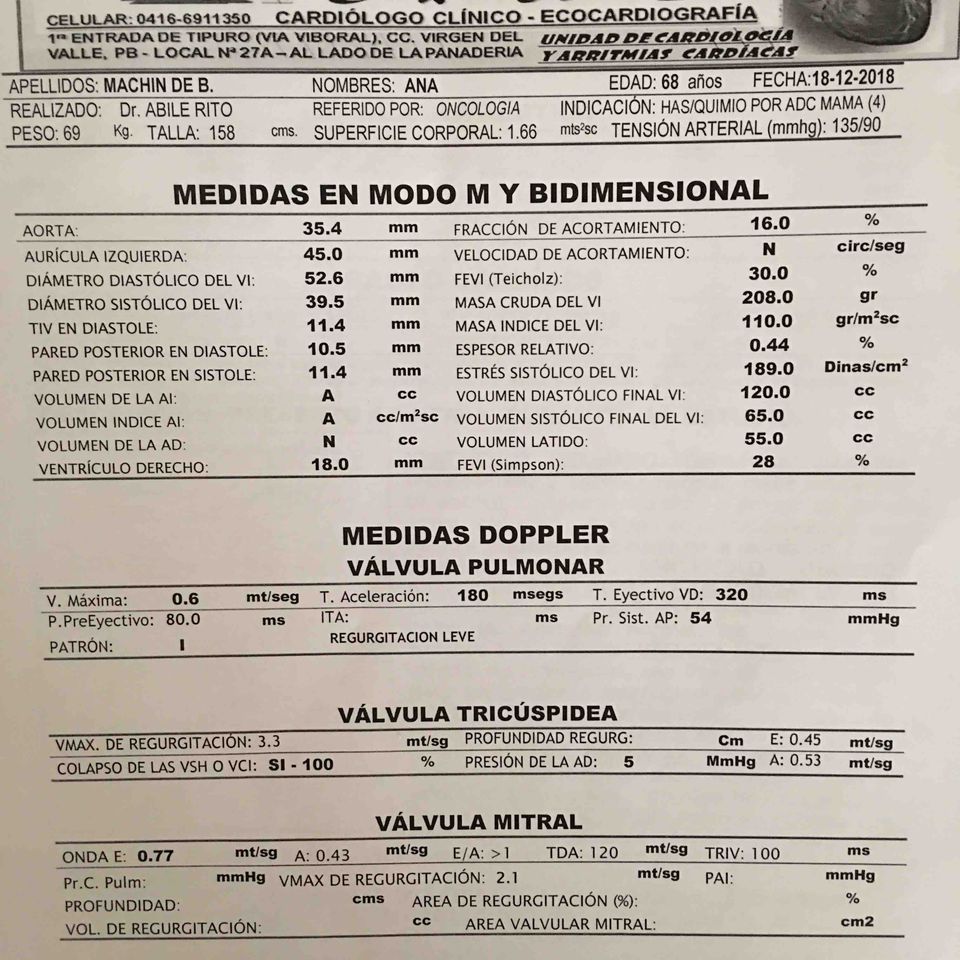 CELULAR: 0416-6911350 CARDIÓLOGO CLÍNICO - ECOCARDIOGRAFÍA
1ra ENTRADA DE TIPURO (VIA VIBORAL), CC. VIRGEN DEL UNIDAD DE CARDIOLOGÍA
VALLE, PB - LOCAL Nª 27A – AL LADO DE LA PANADERIA Y ARRITMIAS CARDÍACAS
APELLIDOS: MACHIN DE B. NOMBRES: ANA EDAD: 68 años FECHA:18-12-2018
REALIZADO: Dr. ABILE RITO REFERIDO POR: ONCOLOGIA INDICACIÓN: HAS/QUIMIO POR ADC MAMA (4)
PESO: 69 Kg. TALLA: 158 cms. SUPERFICIE CORPORAL: 1.66 mts²sc TENSIÓN ARTERIAL (mmhg): 135/90
MEDIDAS EN MODO M Y BIDIMENSIONAL
AORTA: 35.4 mm FRACCIÓN DE ACORTAMIENTO: 16.0 %
AURÍCULA IZQUIERDA: 45.0 mm VELOCIDAD DE ACORTAMIENTO: N circ/seg
DIÁMETRO DIASTÓLICO DEL VI: 52.6 mm FEVI (Teicholz): 30.0 %
DIÁMETRO SISTÓLICO DEL VI: 39.5 mm MASA CRUDA DEL VI 208.0 gr
TIV EN DIASTOLE: 11.4 mm MASA INDICE DEL VI: 110.0 gr/m²sc
PARED POSTERIOR EN DIASTOLE: 10.5 mm ESPESOR RELATIVO: 0.44 %
PARED POSTERIOR EN SISTOLE: 11.4 mm ESTRÉS SISTÓLICO DEL VI: 189.0 Dinas/cm²
VOLUMEN DE LA AI: A cc VOLUMEN DIASTÓLICO FINAL VI: 120.0 cc
VOLUMEN INDICE AI: A cc/m²sc VOLUMEN SISTÓLICO FINAL DEL VI: 65.0 cc
VOLUMEN DE LA AD: N cc VOLUMEN LATIDO: 55.0 cc
VENTRÍCULO DERECHO: 18.0 mm FEVI (Simpson): 28 %
MEDIDAS DOPPLER
VÁLVULA PULMONAR
V. Máxima: 0.6 mt/seg T. Aceleración: 180 msegs T. Eyectivo VD: 320 ms
P.PreEyectivo: 80.0 ms ITA: ms Pr. Sist. AP: 54 mmHg
PATRÓN: I REGURGITACION LEVE
VÁLVULA TRICÚSPIDEA
VMAX. DE REGURGITACIÓN: 3.3 mt/sg PROFUNDIDAD REGURG: Cm E: 0.45 mt/sg
COLAPSO DE LAS VSH O VCI: SI - 100 % PRESIÓN DE LA AD: 5 MmHg A: 0.53 mt/sg
VÁLVULA MITRAL
ONDA E: 0.77 mt/sg A: 0.43 mt/sg E/A: >1 TDA: 120 mt/sg TRIV: 100 ms
Pr.C. Pulm: mmHg VMAX DE REGURGITACIÓN: 2.1 mt/sg PAI: mmHg
PROFUNDIDAD: cms AREA DE REGURGITACIÓN (%): %
VOL. DE REGURGITACIÓN: cc AREA VALVULAR MITRAL: cm2